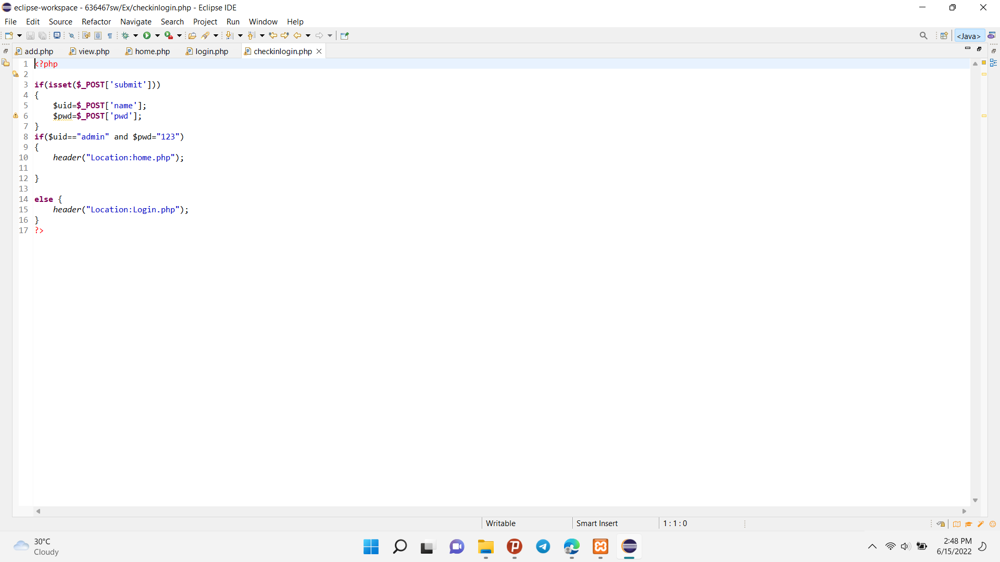 eclipse-workspace - 636467sw/Ex/checkinlogin.php - Eclipse IDE
File Edit Source Refactor Navigate Search Project Run Window Help
<Java>
add.php view.php home.php login.php checkinlogin.php
1 <?php
2
3 if(isset($_POST['submit']))
4 {
5 $uid=$_POST['name'];
6 $pwd=$_POST['pwd'];
7 }
8 if($uid=="admin" and $pwd="123")
9 {
10 header("Location:home.php");
11
12 }
13
14 else {
15 header("Location:Login.php");
16 }
17 ?>
Writable Smart Insert 1 : 1 : 0
30°C
Cloudy
2:48 PM
6/15/2022